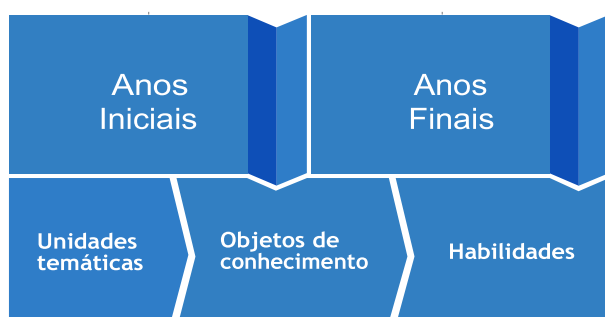 Anos
Iniciais
Anos
Finais
Unidades
temáticas
Objetos de
conhecimento
Habilidades